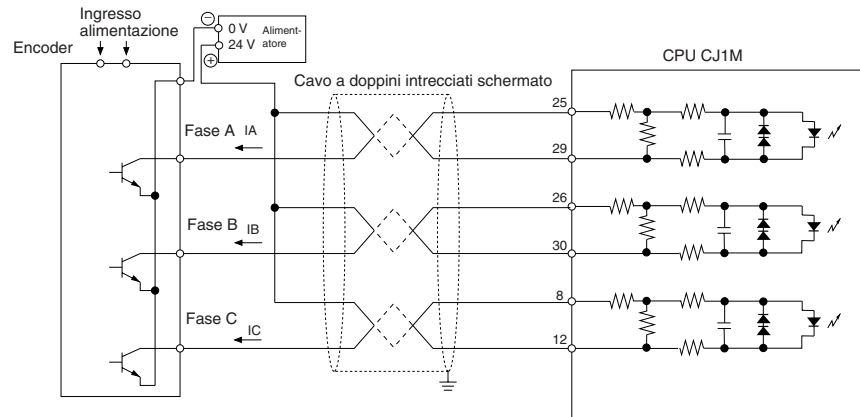 Ingresso
alimentazione
Encoder
−
0 V
24 V
+
Aliment-
atore
Cavo a doppini intrecciati schermato
CPU CJ1M
Fase A
IA
25
29
Fase B
IB
26
30
Fase C
IC
8
12